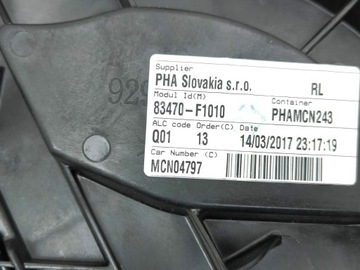 Supplier
PHA Slovakia s.r.o. RL
Modul Id(M) Container
83470-F1010 PHAMCN243
ALC code Order(C) Date
Q01 13 14/03/2017 23:17:19
Car Number (C)
MCN04797